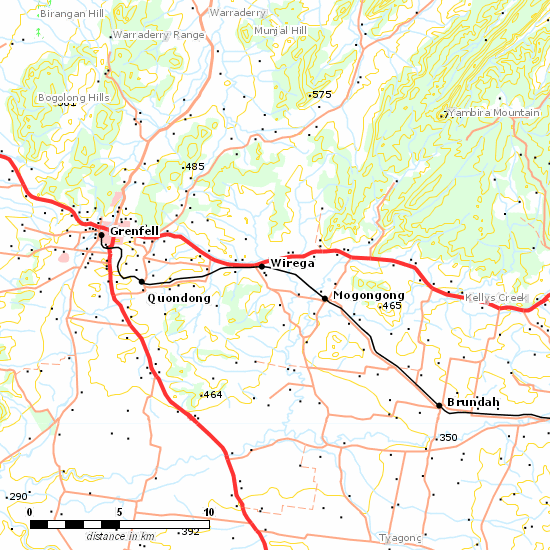 Birangan Hill
Warraderry
Warraderry Range
Munjal Hill
575
Bogolong Hills
Yambira Mountain
485
Grenfell
Wirega
Quondong
Mogongong
465
Kellys Creek
464
Brundah
350
290
0 5 10
distance in km
392
Tyagong